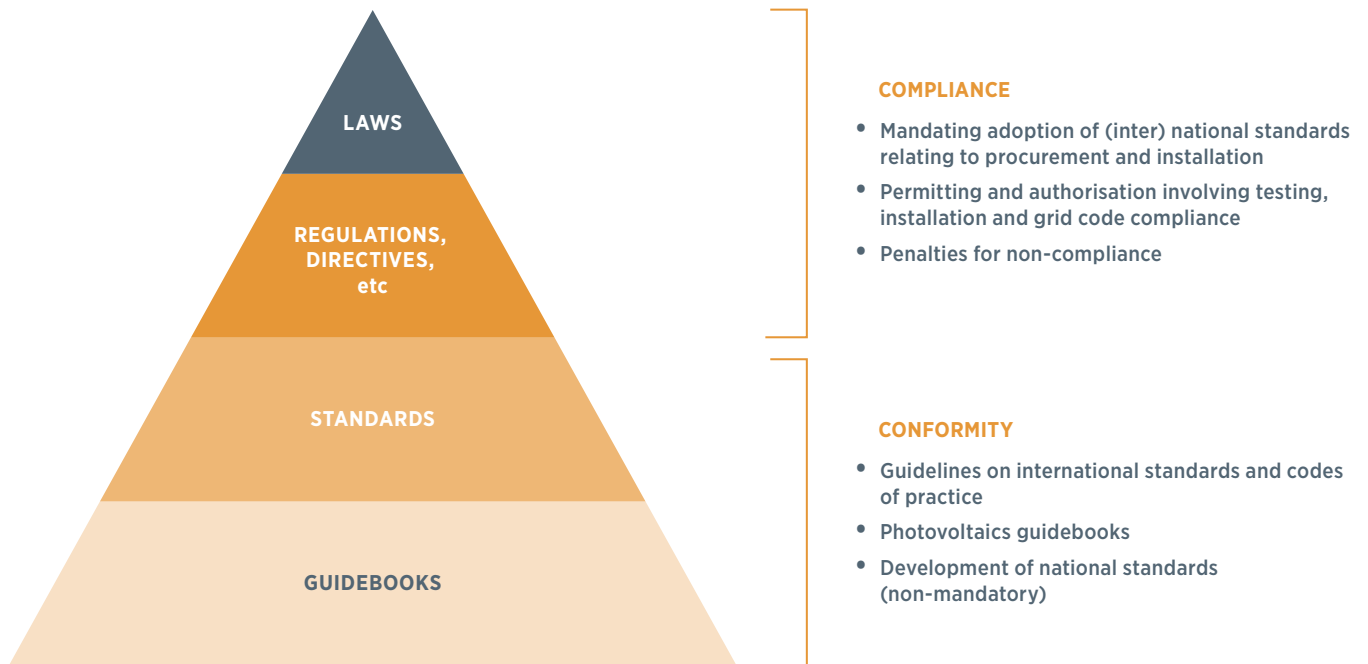 LAWS
REGULATIONS,
DIRECTIVES,
etc
STANDARDS
GUIDEBOOKS
COMPLIANCE
• Mandating adoption of (inter) national standards
relating to procurement and installation
• Permitting and authorisation involving testing,
installation and grid code compliance
• Penalties for non-compliance
CONFORMITY
• Guidelines on international standards and codes
of practice
• Photovoltaics guidebooks
• Development of national standards
(non-mandatory)